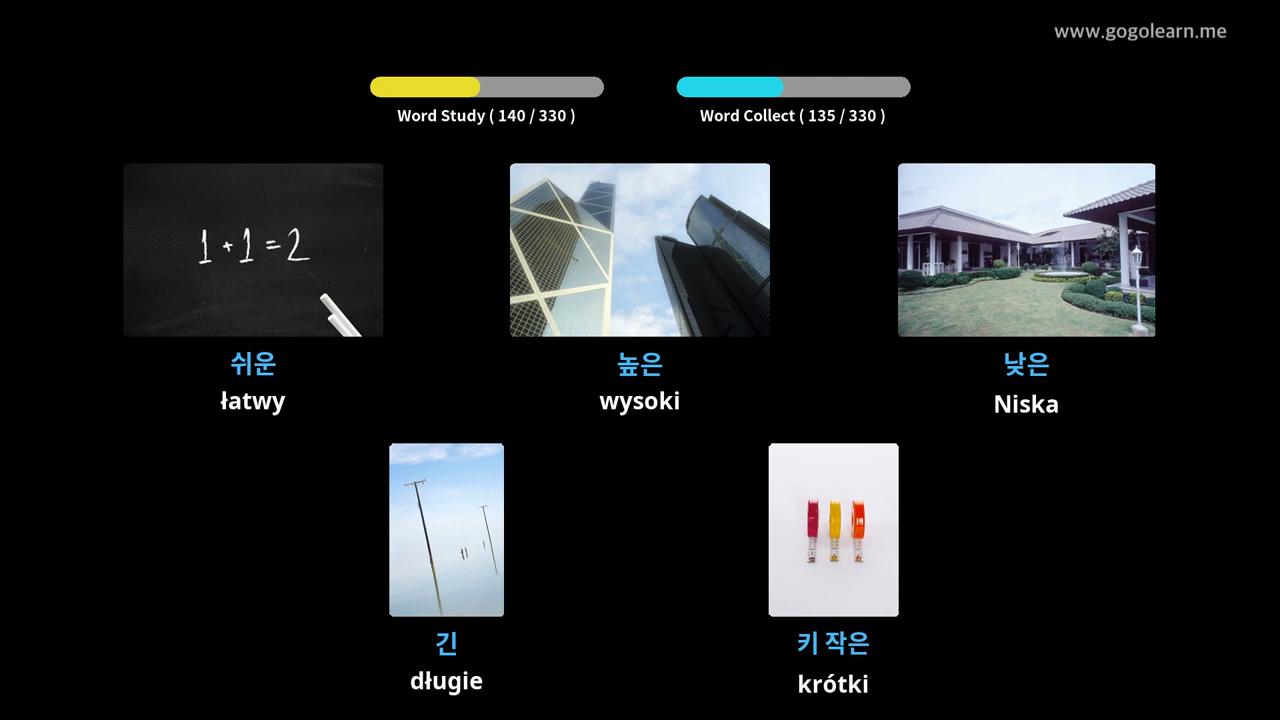 www.gogolearn.me
Word Study ( 140 / 330 )
Word Collect ( 135 / 330 )
1 + 1 = 2
쉬운
łatwy
높은
wysoki
낮은
Niska
긴
długie
키 작은
krótki